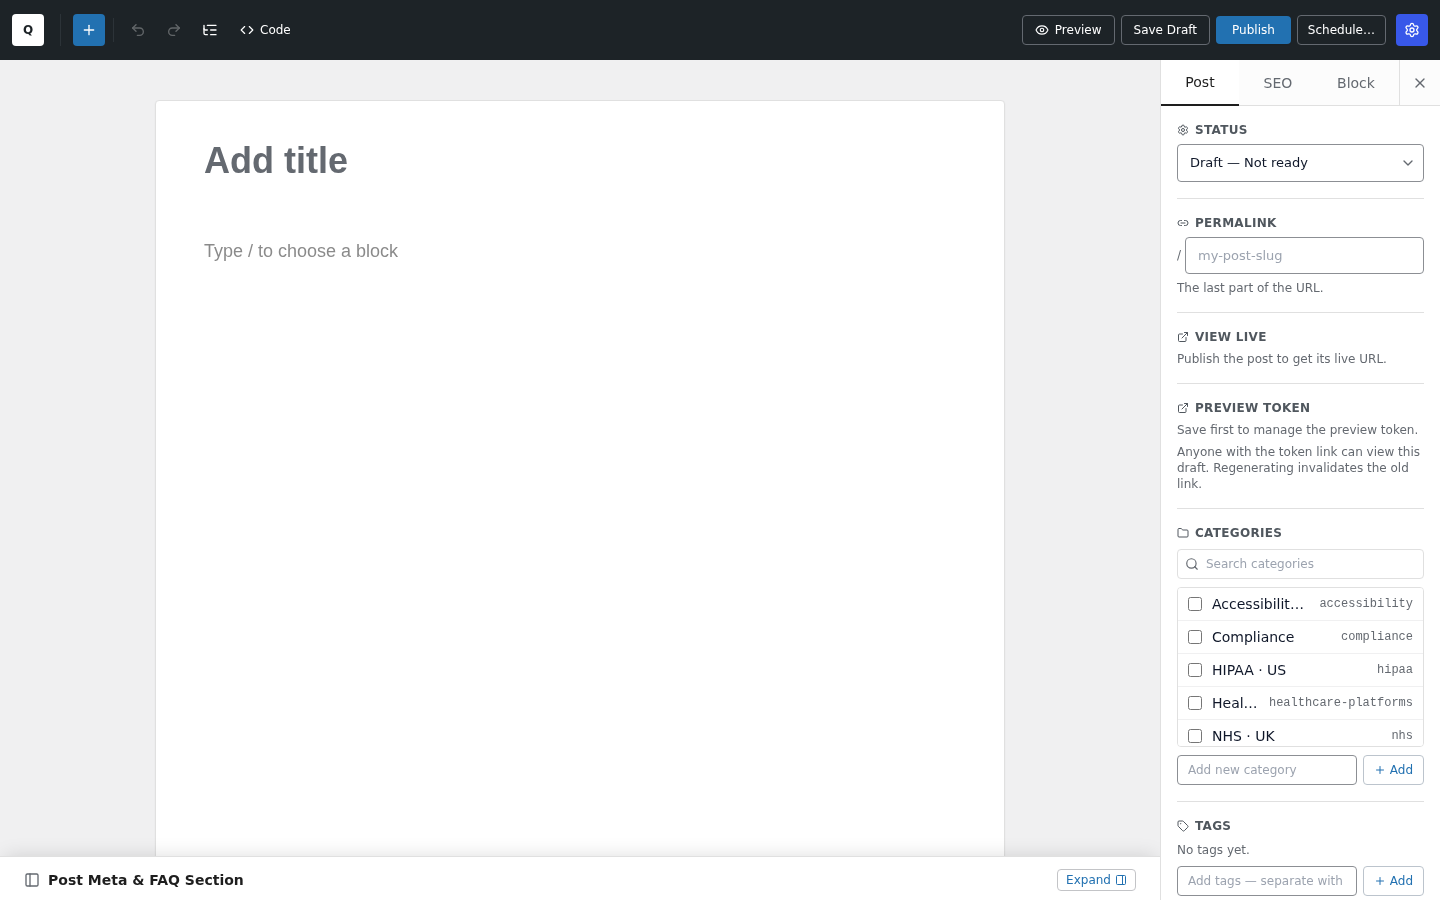 Q
Code
Preview
Save Draft
Publish
Schedule…
Post
SEO
Block
Add title
Type / to choose a block
STATUS
Draft — Not ready
PERMALINK
/
my-post-slug
The last part of the URL.
VIEW LIVE
Publish the post to get its live URL.
PREVIEW TOKEN
Save first to manage the preview token.
Anyone with the token link can view this
draft. Regenerating invalidates the old
link.
CATEGORIES
Search categories
Accessibilit… accessibility
Compliance compliance
HIPAA · US hipaa
Heal… healthcare-platforms
NHS · UK nhs
Add new category
+ Add
TAGS
No tags yet.
Add tags — separate with
+ Add
Post Meta & FAQ Section
Expand